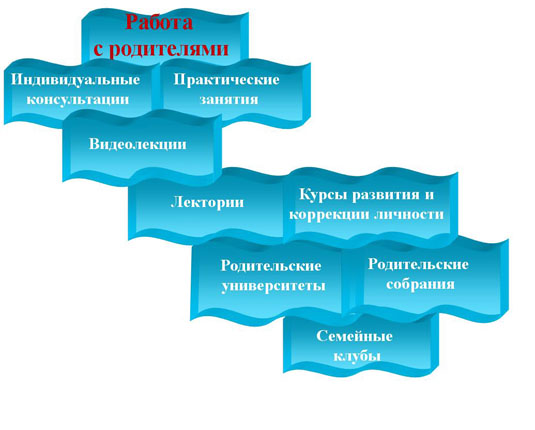 Работа
с родителями
Индивидуальные
консультации
Практические
занятия
Видеолекции
Лектории
Курсы развития и
коррекции личности
Родительские
университеты
Родительские
собрания
Семейные
клубы